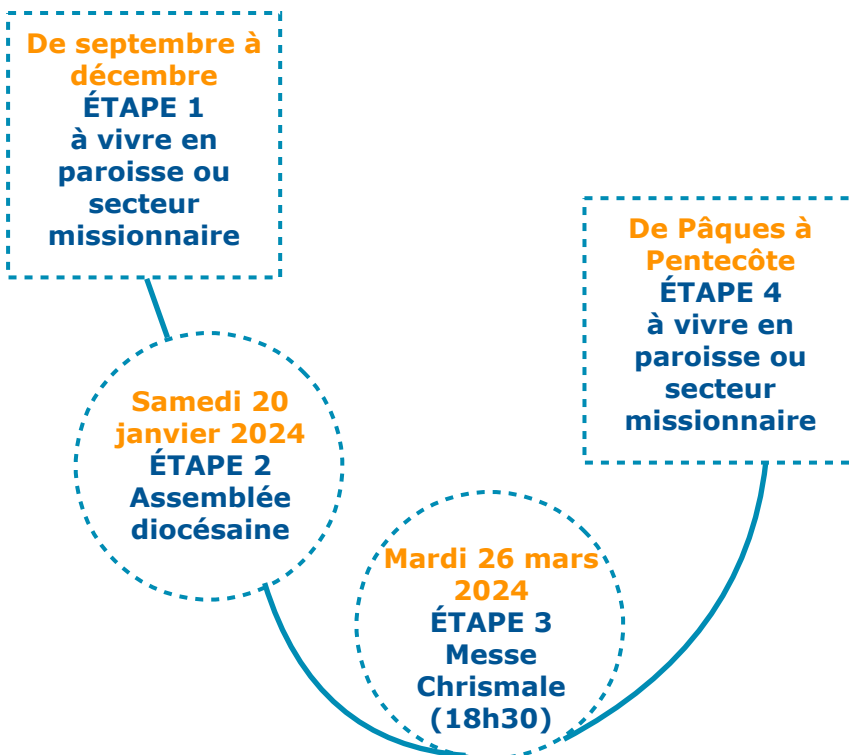 De septembre à
décembre
ÉTAPE 1
à vivre en
paroisse ou
secteur
missionnaire
Samedi 20
janvier 2024
ÉTAPE 2
Assemblée
diocésaine
Mardi 26 mars
2024
ÉTAPE 3
Messe
Chrismale
(18h30)
De Pâques à
Pentecôte
ÉTAPE 4
à vivre en
paroisse ou
secteur
missionnaire